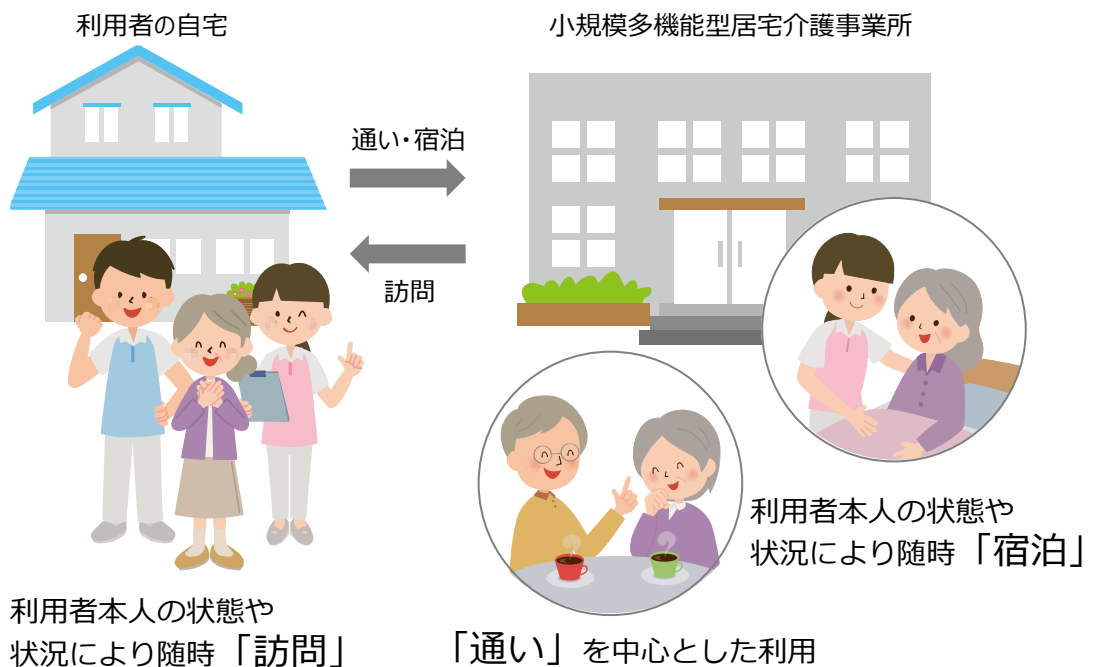 利用者の自宅
小規模多機能型居宅介護事業所
通い・宿泊
訪問
利用者本人の状態や
状況により随時「宿泊」
利用者本人の状態や
状況により随時「訪問」
「通い」を中心とした利用